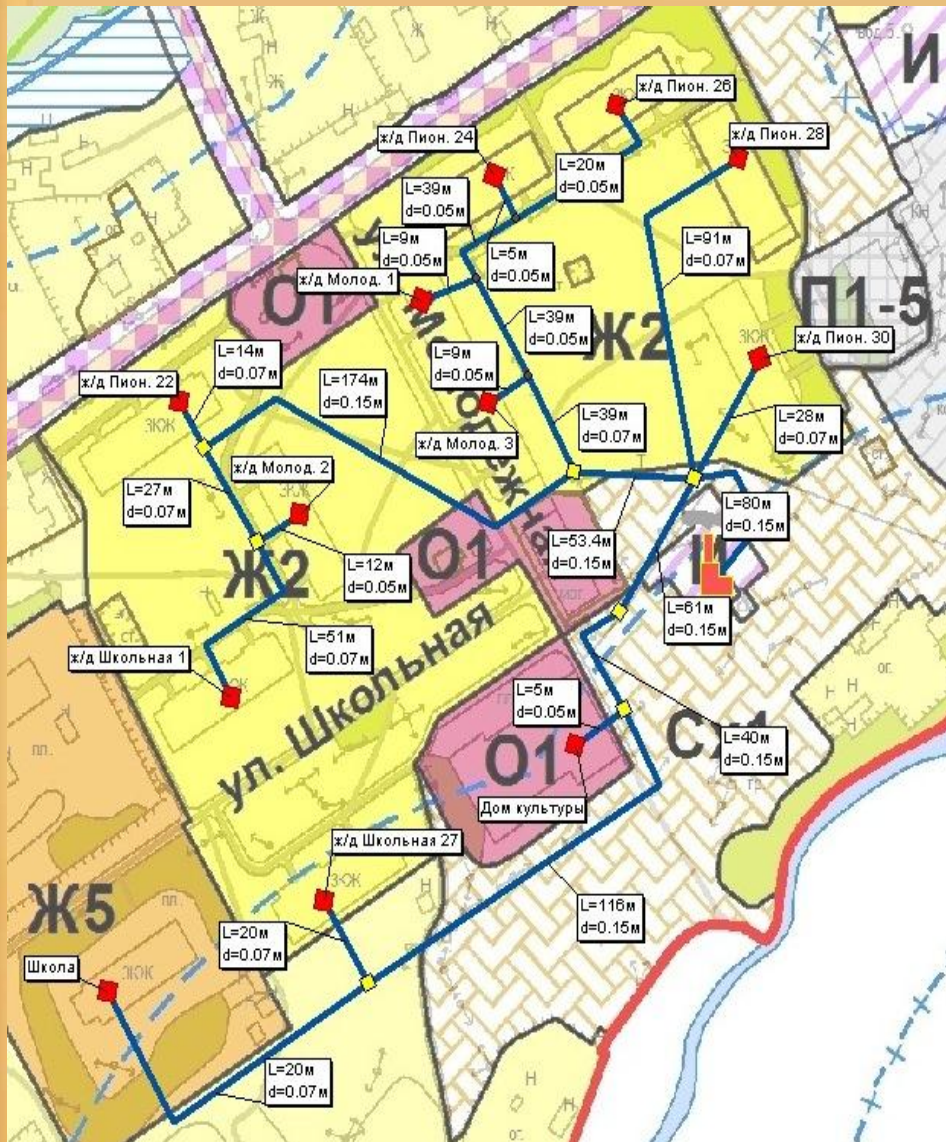 И
ж/д Пион. 26
ж/д Пион. 24
ж/д Пион. 28
L=39м
d=0.05м
L=20м
d=0.05м
L=9м
d=0.05м
L=5м
d=0.05м
L=91м
d=0.07м
ж/д Молод. 1
О1
П1-5
L=39м
d=0.05м
Ж2
ж/д Пион. 30
L=14м
d=0.07м
L=174м
d=0.15м
L=9м
d=0.05м
ж/д Пион. 22
ЗЮК
L=39м
d=0.07м
L=28м
d=0.07м
ж/д Молод. 3
ж/д Молод. 2
L=27м
d=0.07м
L=80м
d=0.15м
L=53.4м
d=0.15м
О1
Ж2
L=12м
d=0.05м
L=61м
d=0.15м
L=51м
d=0.07м
ж/д Школьная 1
ул. Школьная
L=5м
d=0.05м
L=40м
d=0.15м
О1
Дом культуры
ж/д Школьная 27
Ж5
L=116м
d=0.15м
L=20м
d=0.07м
Школа
L=20м
d=0.07м